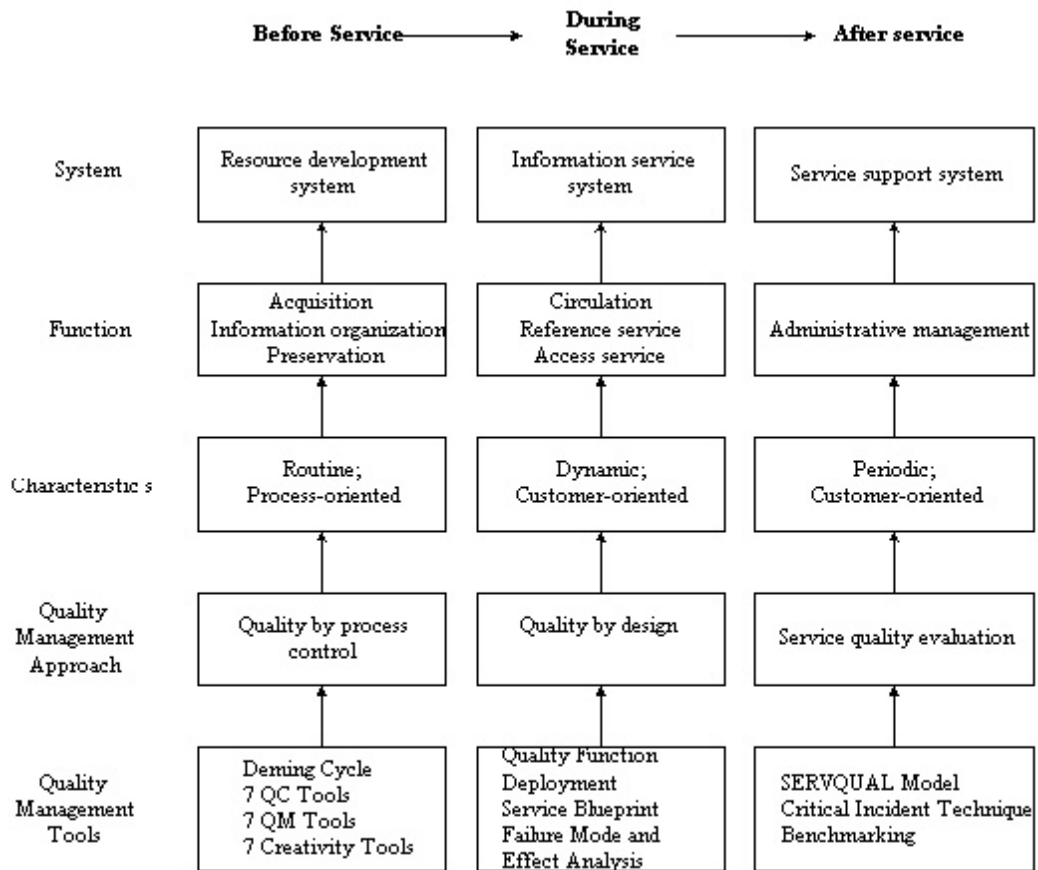 Before Service
During
Service
After service
System
Resource development
system
Information service
system
Service support system
Function
Acquisition
Information organization
Preservation
Circulation
Reference service
Access service
Administrative management
Characteristics
Routine;
Process-oriented
Dynamic;
Customer-oriented
Periodic;
Customer-oriented
Quality
Management
Approach
Quality by process
control
Quality by design
Service quality evaluation
Quality
Management
Tools
Deming Cycle
7 QC Tools
7 QM Tools
7 Creativity Tools
Quality Function
Deployment
Service Blueprint
Failure Mode and
Effect Analysis
SERVQUAL Model
Critical Incident Technique
Benchmarking